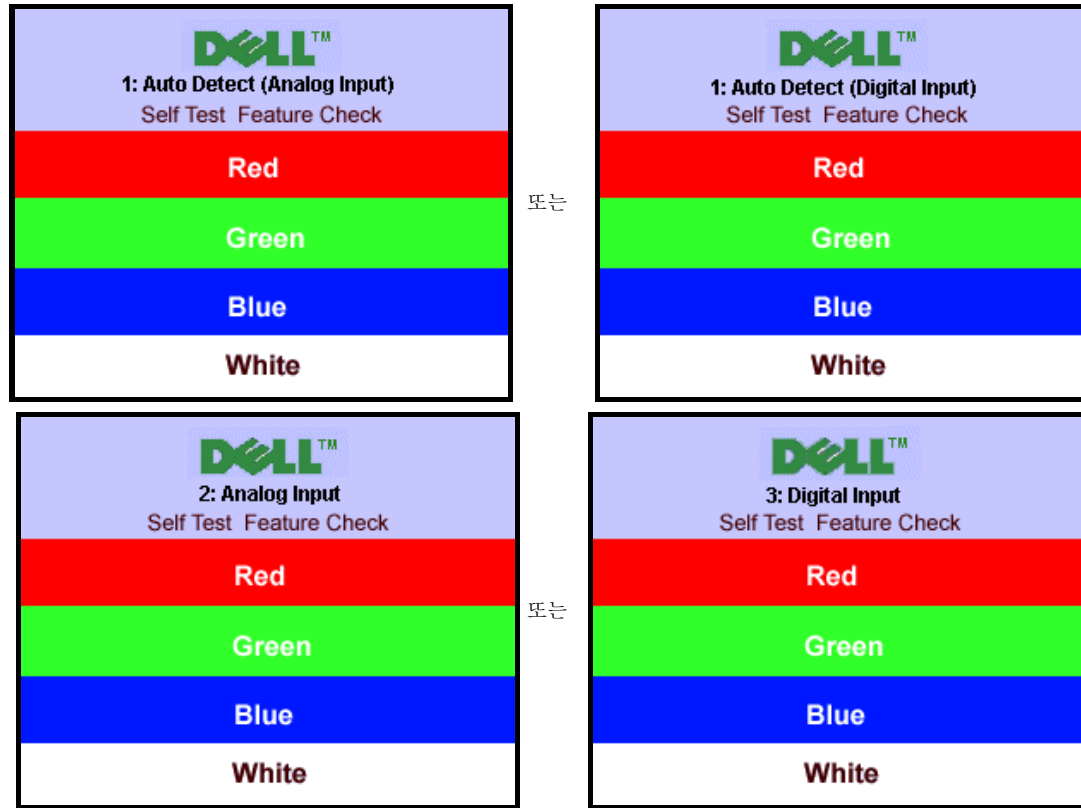 DELL™
1: Auto Detect (Analog Input)
Self Test Feature Check
Red
Green
Blue
White
또는
DELL™
1: Auto Detect (Digital Input)
Self Test Feature Check
Red
Green
Blue
White
DELL™
2: Analog Input
Self Test Feature Check
Red
Green
Blue
White
또는
DELL™
3: Digital Input
Self Test Feature Check
Red
Green
Blue
White